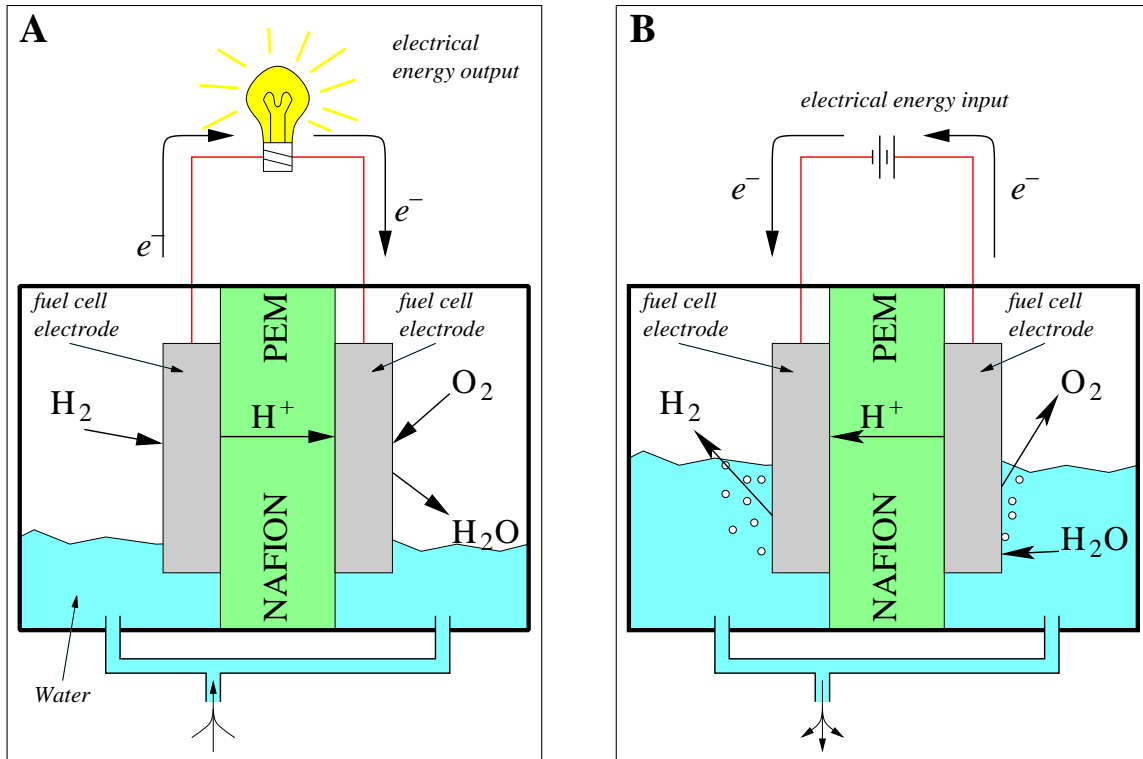 A
electrical
energy output
e⁻
e⁻
fuel cell
electrode
PEM
fuel cell
electrode
H₂
H⁺
O₂
NAFION
H₂O
Water
B
electrical energy input
e⁻
e⁻
fuel cell
electrode
PEM
fuel cell
electrode
H₂
H⁺
O₂
NAFION
H₂O